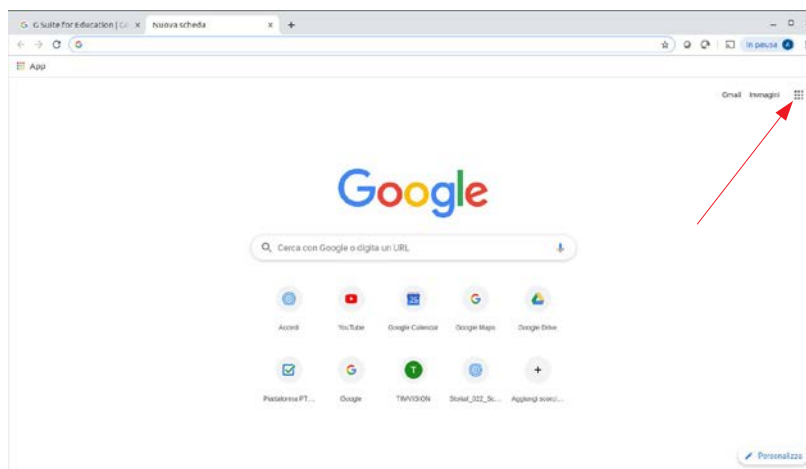 G Suite for Education | G
Nuova scheda
In pausa A
App
Gmail Immagini
Google
Cerca con Google o digita un URL
Accedi YouTube Google Calendar Google Maps Google Drive
Piattaforma PT... Google TIMVISION Storiaf_022_Sc... Aggiungi scorci...
Personalizza